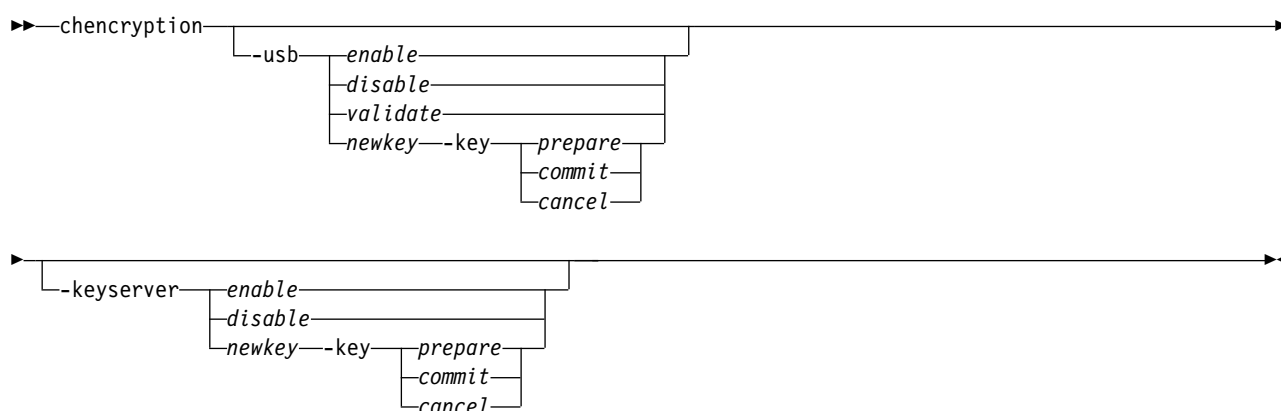 chencryption
-usb enable
disable
validate
newkey -key prepare
commit
cancel
-keyserver enable
disable
newkey -key prepare
commit
cancel